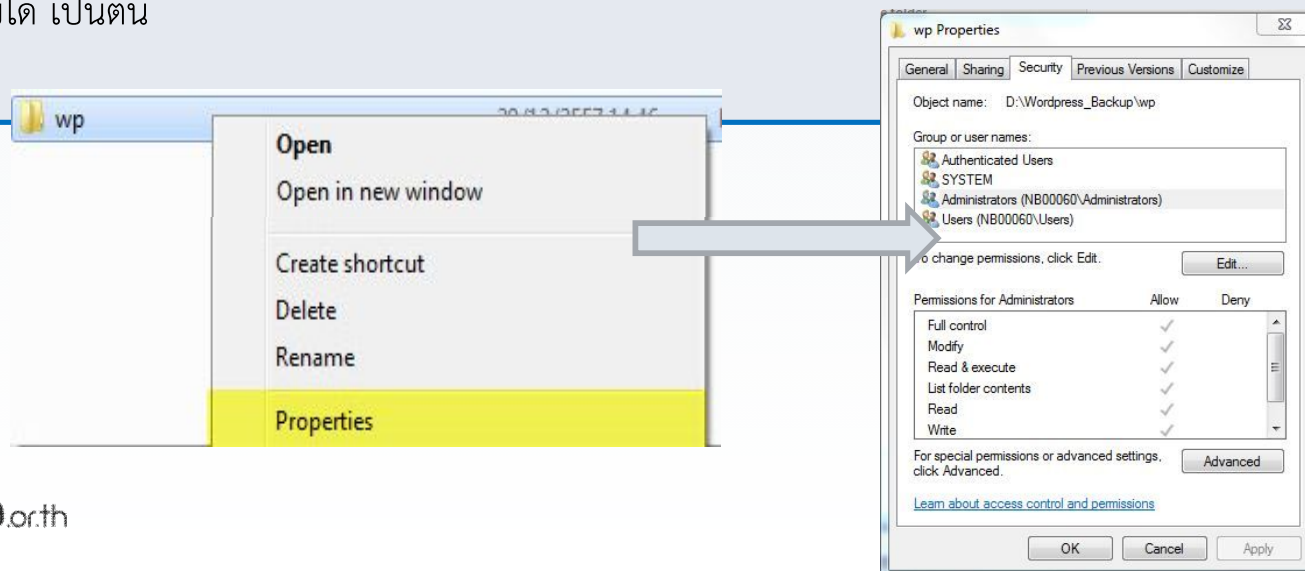 เป็นต้น
wp
Open
Open in new window
Create shortcut
Delete
Rename
Properties
.or.th
wp Properties
General Sharing Security Previous Versions Customize
Object name: D:\Wordpress_Backup\wp
Group or user names:
Authenticated Users
SYSTEM
Administrators (NB00060\Administrators)
Users (NB00060\Users)
change permissions, click Edit.
Edit...
Permissions for Administrators Allow Deny
Full control
Modify
Read & execute
List folder contents
Read
Write
For special permissions or advanced settings,
click Advanced.
Advanced
Learn about access control and permissions
OK Cancel Apply